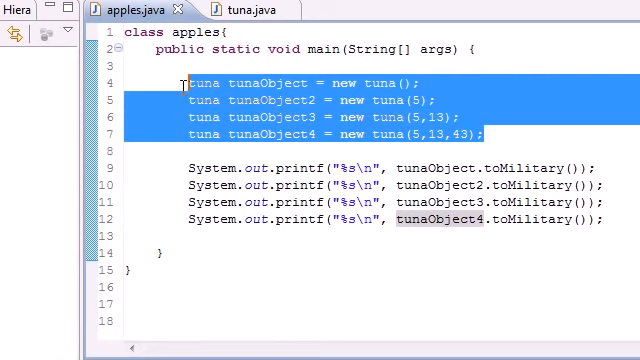 Hiera
apples.java
tuna.java
1 class apples{
2 public static void main(String[] args) {
3
4 tuna tunaObject = new tuna();
5 tuna tunaObject2 = new tuna(5);
6 tuna tunaObject3 = new tuna(5,13);
7 tuna tunaObject4 = new tuna(5,13,43);
8
9 System.out.printf("%s\n", tunaObject.toMilitary());
10 System.out.printf("%s\n", tunaObject2.toMilitary());
11 System.out.printf("%s\n", tunaObject3.toMilitary());
12 System.out.printf("%s\n", tunaObject4.toMilitary());
13
14 }
15 }
16
17
18